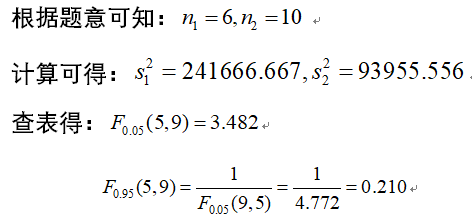 根据题意可知：n₁ = 6, n₂ = 10
计算可得：s₁² = 241666.667, s₂² = 93955.556 .
查表得：F₀.₀₅(5,9) = 3.482
F₀.₉₅(5,9) = 1/F₀.₀₅(9,5) = 1/4.772 = 0.210